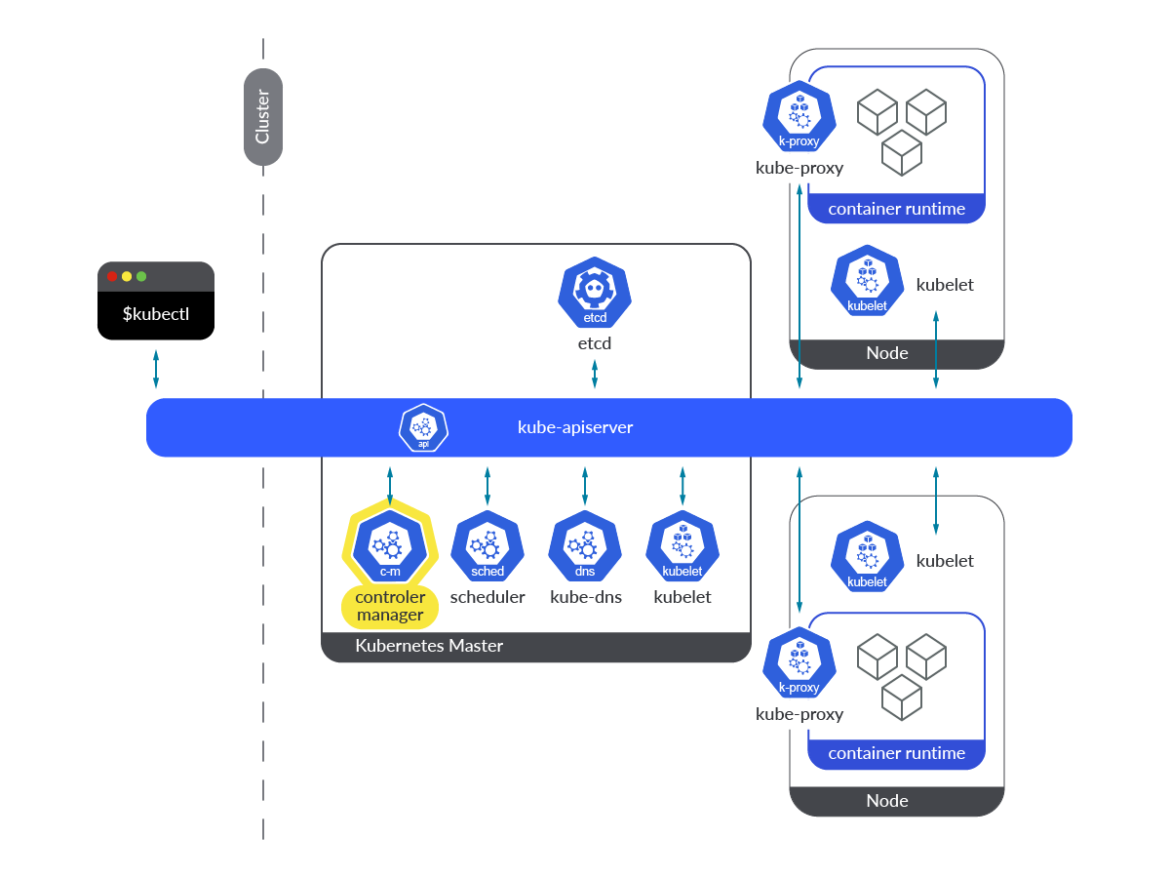 Cluster
$kubectl
etcd
etcd
api
kube-apiserver
c-m
controler
manager
sched
scheduler
dns
kube-dns
kubelet
kubelet
Kubernetes Master
k-proxy
kube-proxy
container runtime
kubelet
kubelet
Node
kubelet
kubelet
k-proxy
kube-proxy
container runtime
Node